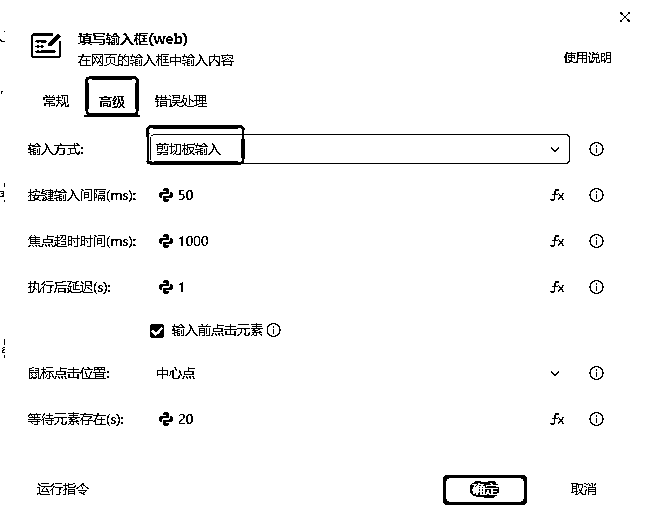 填写输入框(web)
在网页的输入框中输入内容
使用说明
常规 高级 错误处理
输入方式: 剪切板输入
按键输入间隔(ms): 50 fx
焦点超时时间(ms): 1000 fx
执行后延迟(s): 1 fx
输入前点击元素
鼠标点击位置: 中心点
等待元素存在(s): 20 fx
运行指令 确定 取消